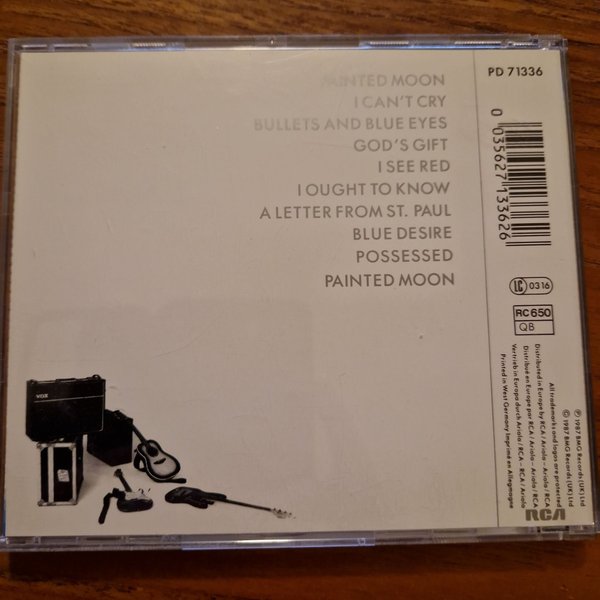 PAINTED MOON
I CAN'T CRY
BULLETS AND BLUE EYES
GOD'S GIFT
I SEE RED
I OUGHT TO KNOW
A LETTER FROM ST. PAUL
BLUE DESIRE
POSSESSED
PAINTED MOON
VOX
PD 71336
0 035627 133626
LC 0316
RC 650
QB
℗ 1987 BMG Records (UK) Ltd
© 1987 BMG Records (UK) Ltd
All trademarks and logos are protected
Distributed in Europe by RCA / Ariola – Ariola / RCA
Distribué en Europe par RCA / Ariola – Ariola / RCA
Vertrieb in Europa durch Ariola / RCA – RCA / Ariola
Printed in West Germany Imprimé en Allegmagne
RCA